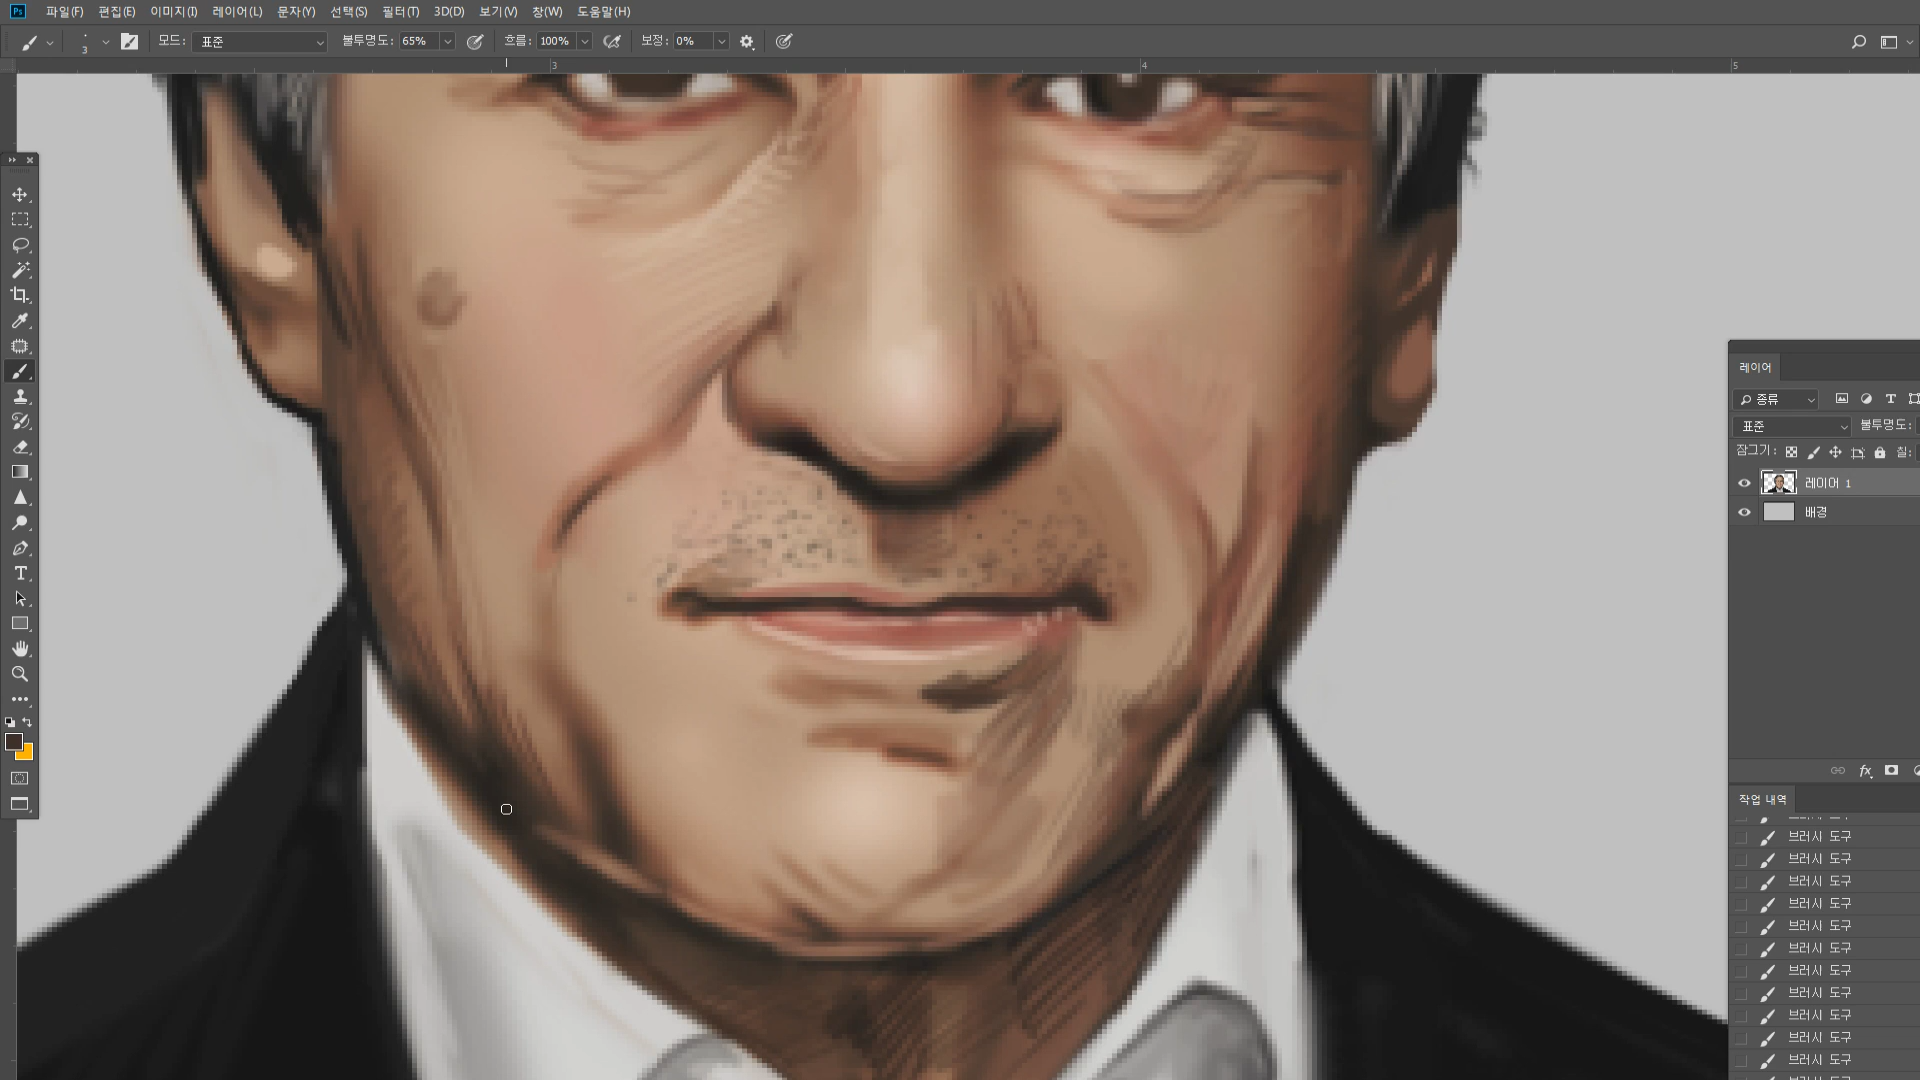 Ps 파일(F) 편집(E) 이미지(I) 레이어(L) 문자(Y) 선택(S) 필터(T) 3D(D) 보기(V) 창(W) 도움말(H)
3 모드: 표준 불투명도: 65% 흐름: 100% 보정: 0%
3 4 5
레이어
종류
표준 불투명도:
잠그기: 칠:
레이어 1
배경
fx
작업 내역
브러시 도구
브러시 도구
브러시 도구
브러시 도구
브러시 도구
브러시 도구
브러시 도구
브러시 도구
브러시 도구
브러시 도구
브러시 도구